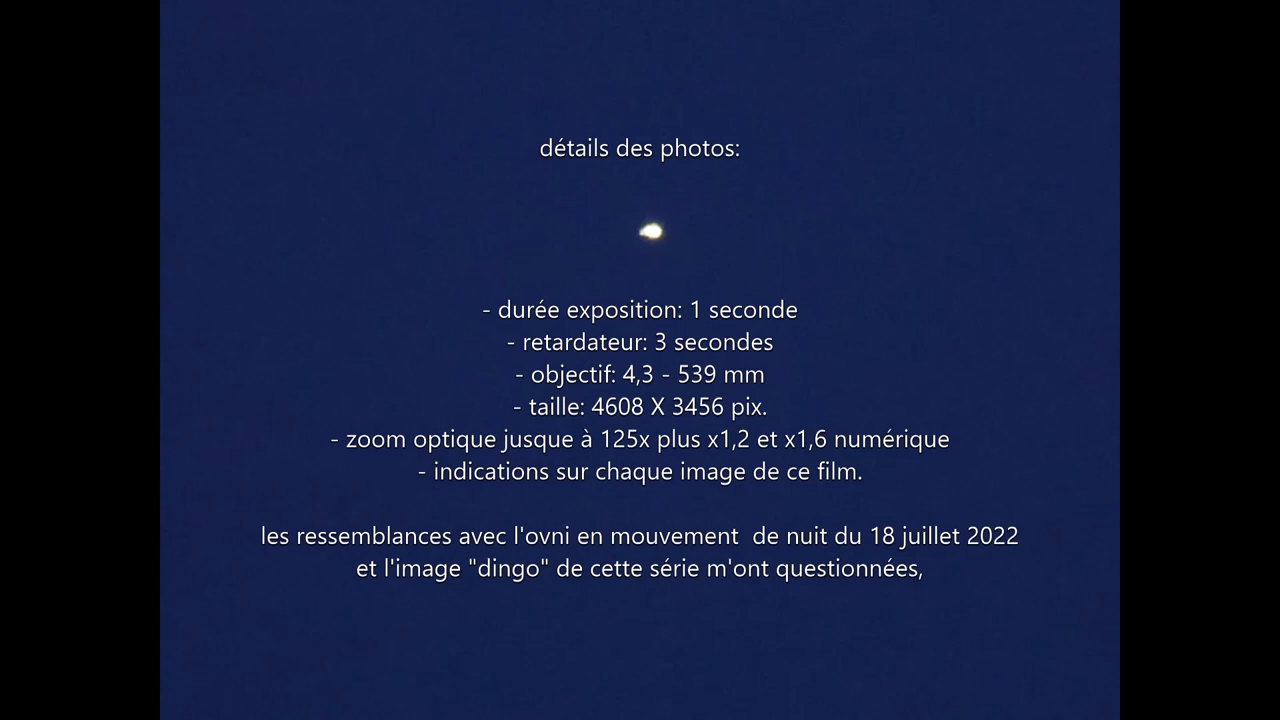 détails des photos:
- durée exposition: 1 seconde
- retardateur: 3 secondes
- objectif: 4,3 - 539 mm
- taille: 4608 X 3456 pix.
- zoom optique jusque à 125x plus x1,2 et x1,6 numérique
- indications sur chaque image de ce film.
les ressemblances avec l'ovni en mouvement  de nuit du 18 juillet 2022
et l'image "dingo" de cette série m'ont questionnées,